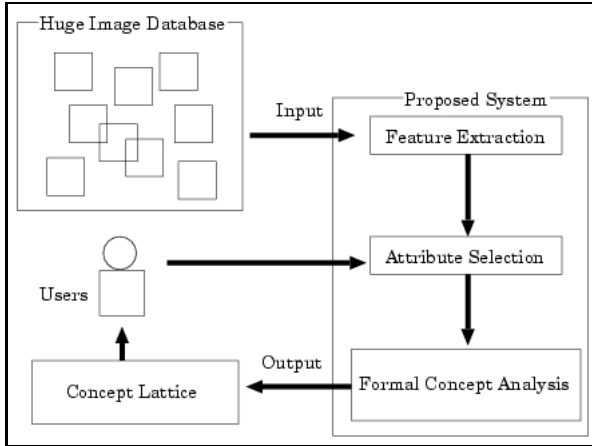 Huge Image Database
Input
Proposed System
Feature Extraction
Attribute Selection
Users
Output
Concept Lattice
Formal Concept Analysis